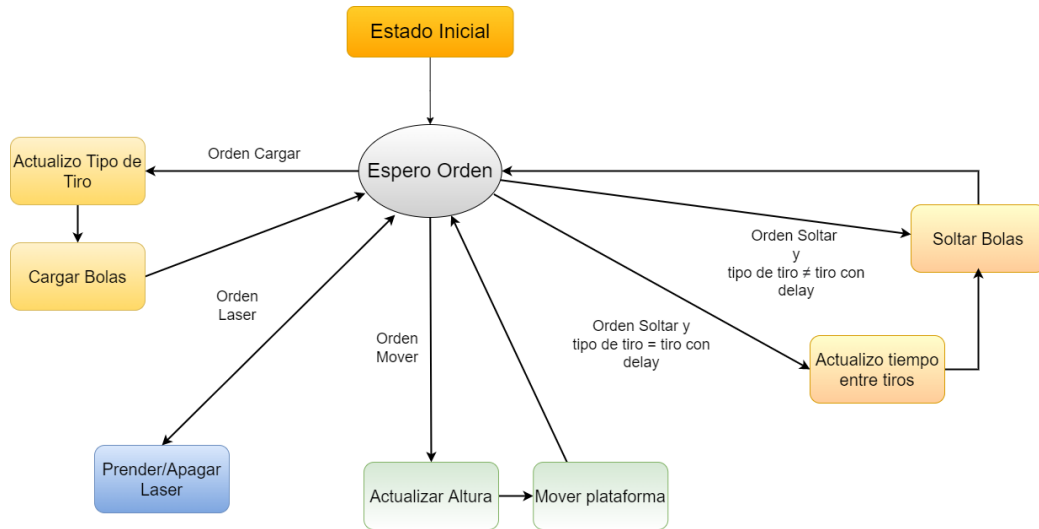 Estado Inicial
Espero Orden
Orden Cargar
Actualizo Tipo de
Tiro
Cargar Bolas
Orden
Laser
Prender/Apagar
Laser
Orden
Mover
Actualizar Altura
Mover plataforma
Orden Soltar y
tipo de tiro = tiro con
delay
Actualizo tiempo
entre tiros
Orden Soltar
y
tipo de tiro ≠ tiro con
delay
Soltar Bolas